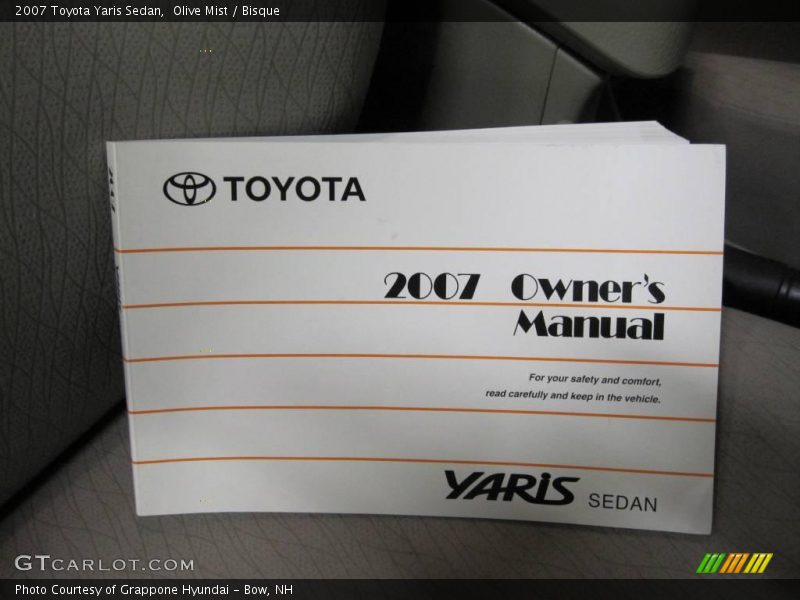 2007 Toyota Yaris Sedan,  Olive Mist / Bisque
TOYOTA
2007 Owner's
Manual
For your safety and comfort,
read carefully and keep in the vehicle.
YARiS SEDAN
GTCARLOT.COM
Photo Courtesy of Grappone Hyundai - Bow, NH